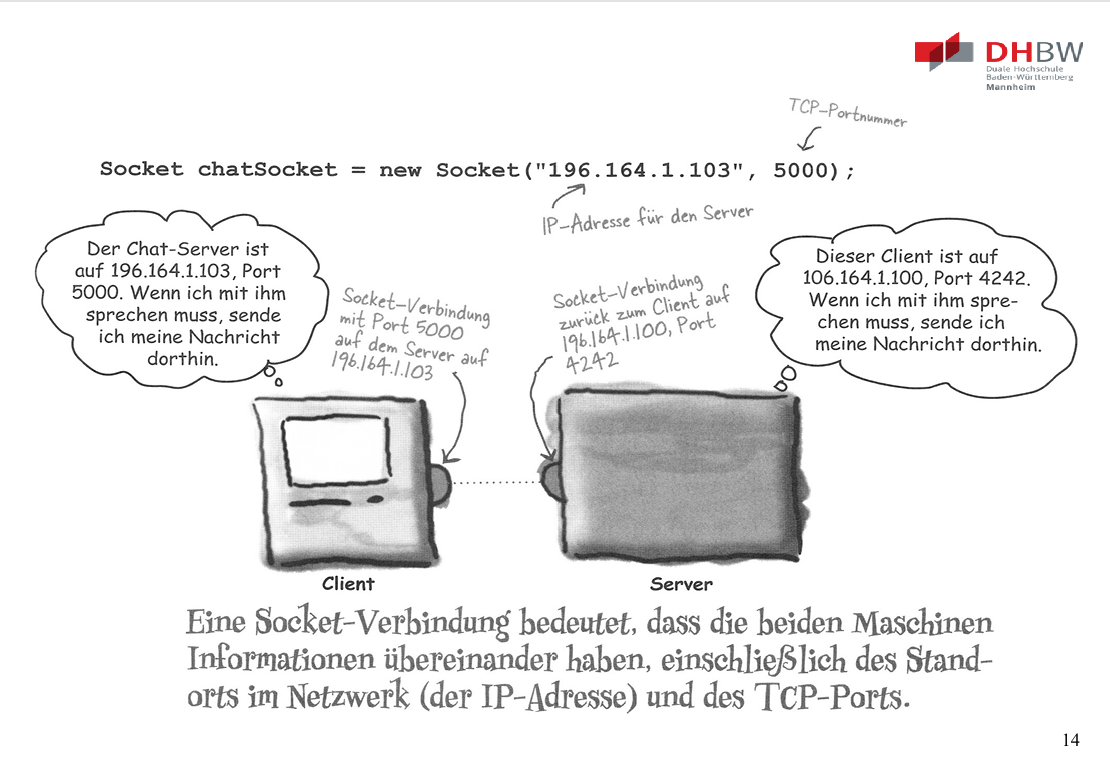 DHBW
Duale Hochschule
Baden-Württemberg
Mannheim
TCP-Portnummer
Socket chatSocket = new Socket("196.164.1.103", 5000);
IP-Adresse für den Server
Der Chat-Server ist
auf 196.164.1.103, Port
5000. Wenn ich mit ihm
sprechen muss, sende
ich meine Nachricht
dorthin.
Socket-Verbindung
mit Port 5000
auf dem Server auf
196.164.1.103
Socket-Verbindung
zurück zum Client auf
196.164.1.100, Port
4242
Dieser Client ist auf
106.164.1.100, Port 4242.
Wenn ich mit ihm spre-
chen muss, sende ich
meine Nachricht dorthin.
Client
Server
Eine Socket-Verbindung bedeutet, dass die beiden Maschinen
Informationen übereinander haben, einschließlich des Stand-
orts im Netzwerk (der IP-Adresse) und des TCP-Ports.
14